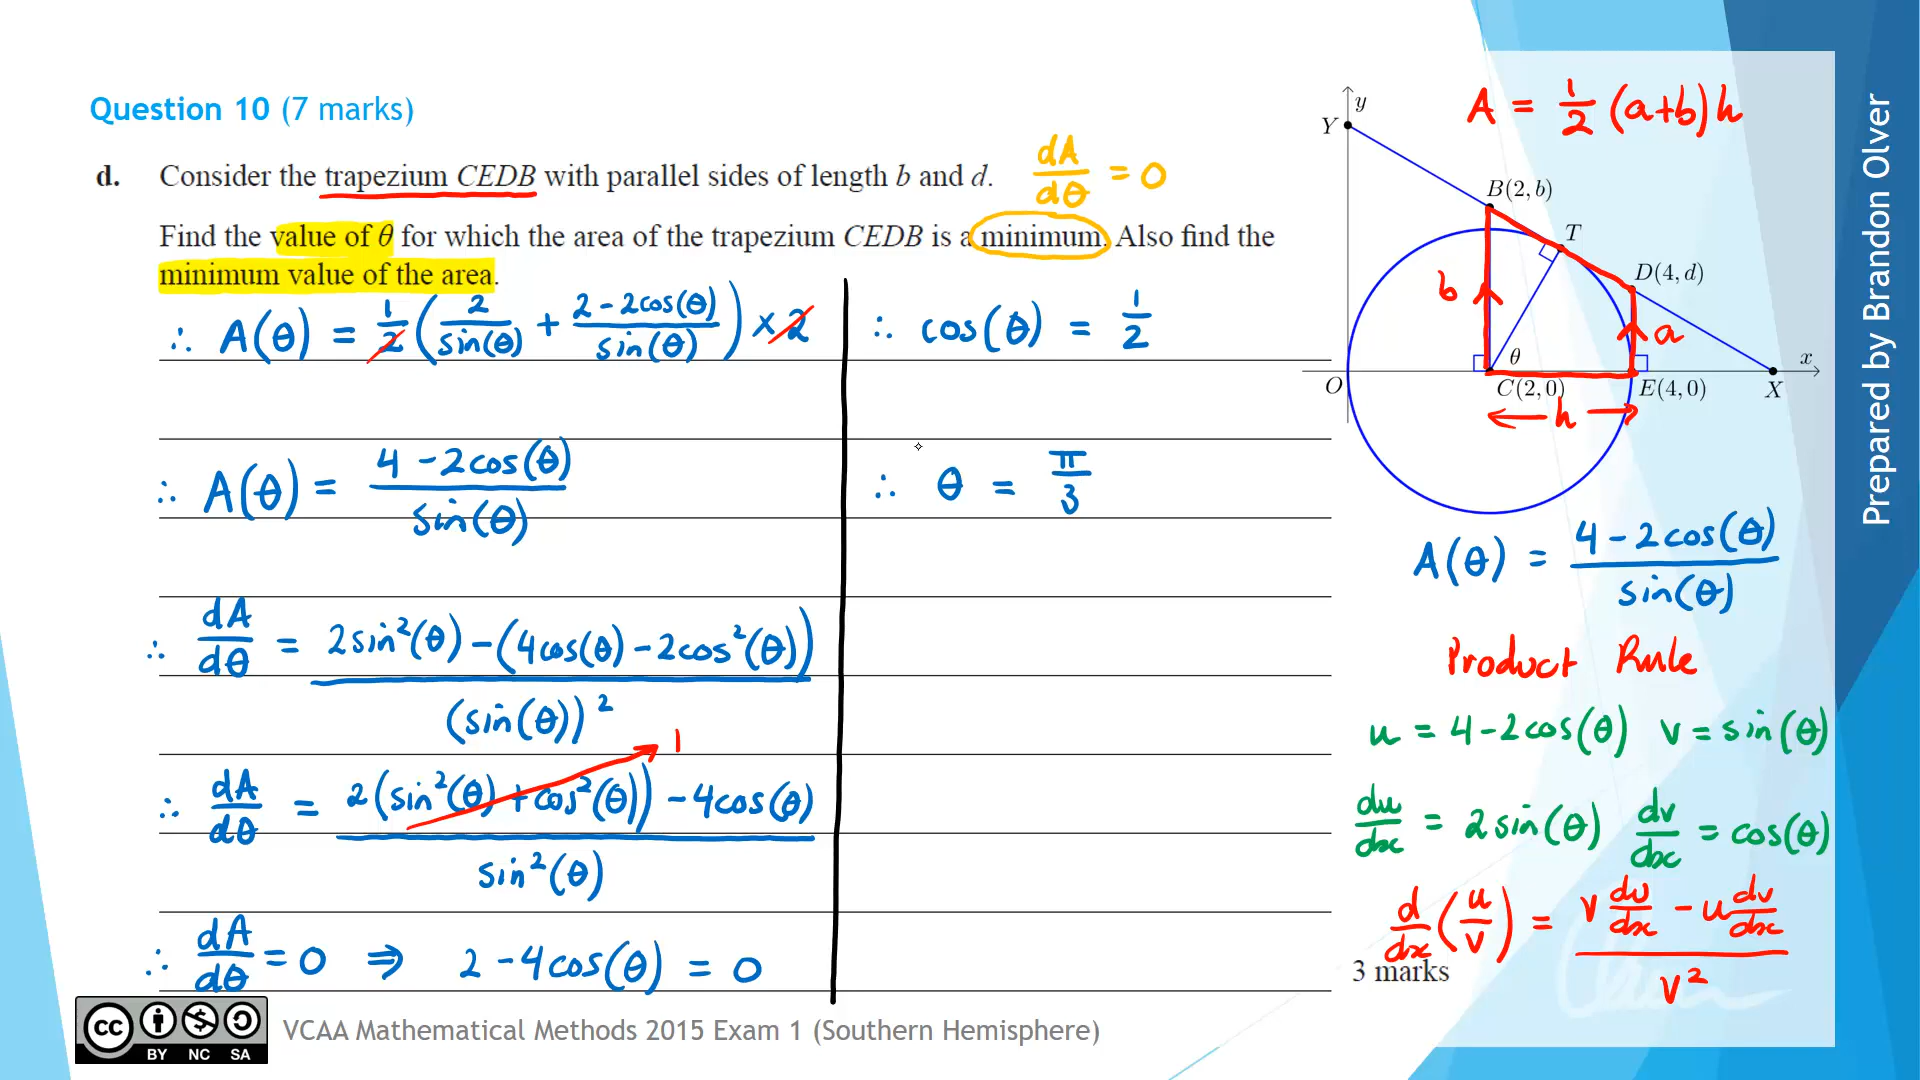 Question 10 (7 marks)
d. Consider the trapezium CEDB with parallel sides of length b and d.
dA/dθ = 0
Find the value of θ for which the area of the trapezium CEDB is a minimum. Also find the
minimum value of the area.
∴ A(θ) = 1/2 (2/sin(θ) + (2 - 2cos(θ))/sin(θ)) × 2
∴ A(θ) = (4 - 2cos(θ))/sin(θ)
∴ dA/dθ = (2sin²(θ) - (4cos(θ) - 2cos²(θ)))/(sin(θ))²
∴ dA/dθ = (2(sin²(θ) + cos²(θ)) - 4cos(θ))/sin²(θ)
1
∴ dA/dθ = 0 ⇒ 2 - 4cos(θ) = 0
∴ cos(θ) = 1/2
∴ θ = π/3
A = 1/2 (a+b)h
y
Y
B(2, b)
T
D(4, d)
b
a
θ
x
O
C(2, 0)
E(4, 0)
X
h
A(θ) = (4 - 2cos(θ))/sin(θ)
Product Rule
u = 4 - 2cos(θ) v = sin(θ)
du/dx = 2sin(θ) dv/dx = cos(θ)
d/dx (u/v) = (v du/dx - u dv/dx)/v²
3 marks
Prepared by Brandon Olver
cc BY NC SA
VCAA Mathematical Methods 2015 Exam 1 (Southern Hemisphere)